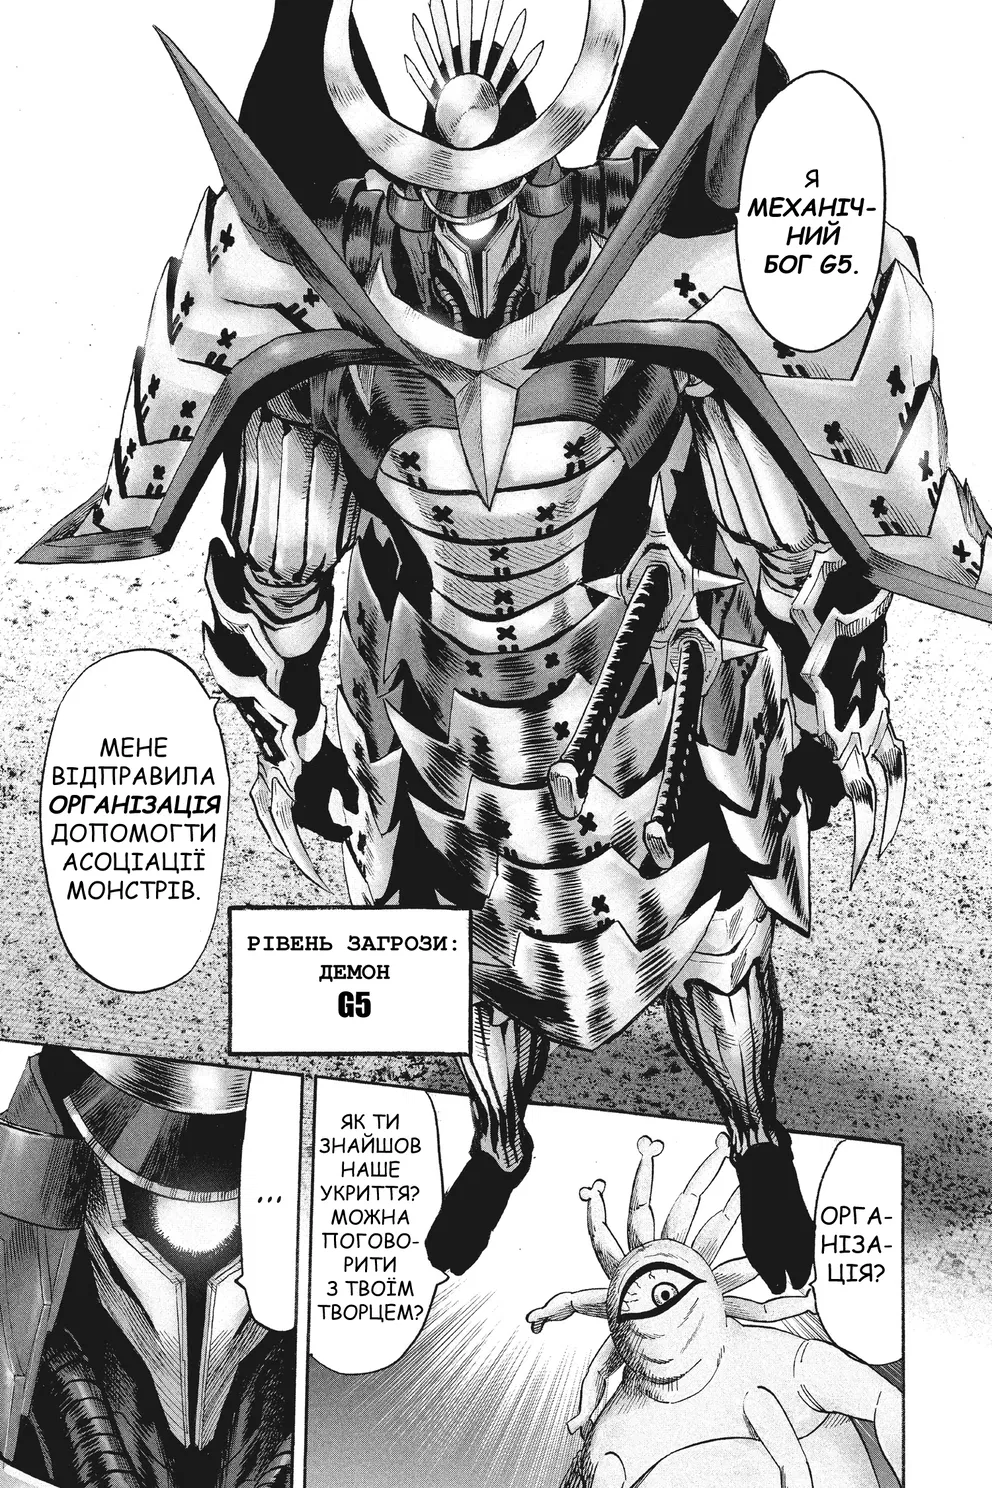 Я
МЕХАНІЧ-
НИЙ
БОГ G5.
МЕНЕ
ВІДПРАВИЛА
ОРГАНІЗАЦІЯ
ДОПОМОГТИ
АСОЦІАЦІЇ
МОНСТРІВ.
РІВЕНЬ ЗАГРОЗИ:
ДЕМОН
G5
ОРГА-
НІЗА-
ЦІЯ?
ЯК ТИ
ЗНАЙШОВ
НАШЕ
УКРИТТЯ?
МОЖНА
ПОГОВО-
РИТИ
З ТВОЇМ
ТВОРЦЕМ?
...